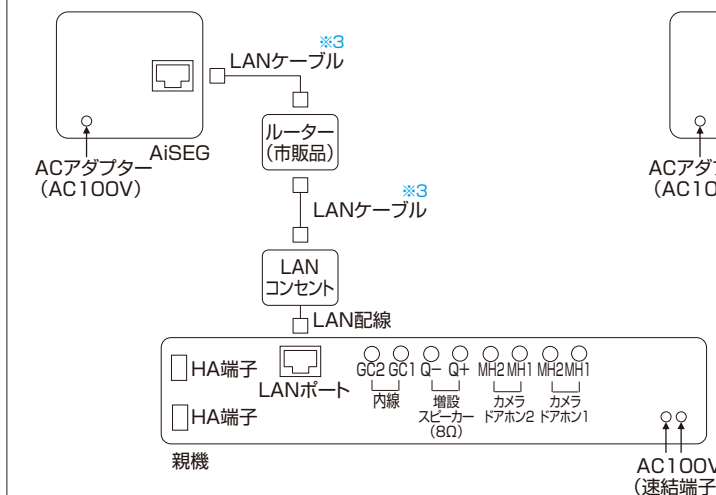 ※3
LANケーブル
AiSEG
ACアダプター
（AC100V）
ルーター
（市販品）
※3
LANケーブル
LAN
コンセント
LAN配線
HA端子
LANポート
HA端子
GC2 GC1 Q− Q+ MH2 MH1 MH2 MH1
内線
増設
スピーカー
（8Ω）
カメラ
ドアホン2
カメラ
ドアホン1
親機
AC100V
（速結端子
ACアダ
（AC10